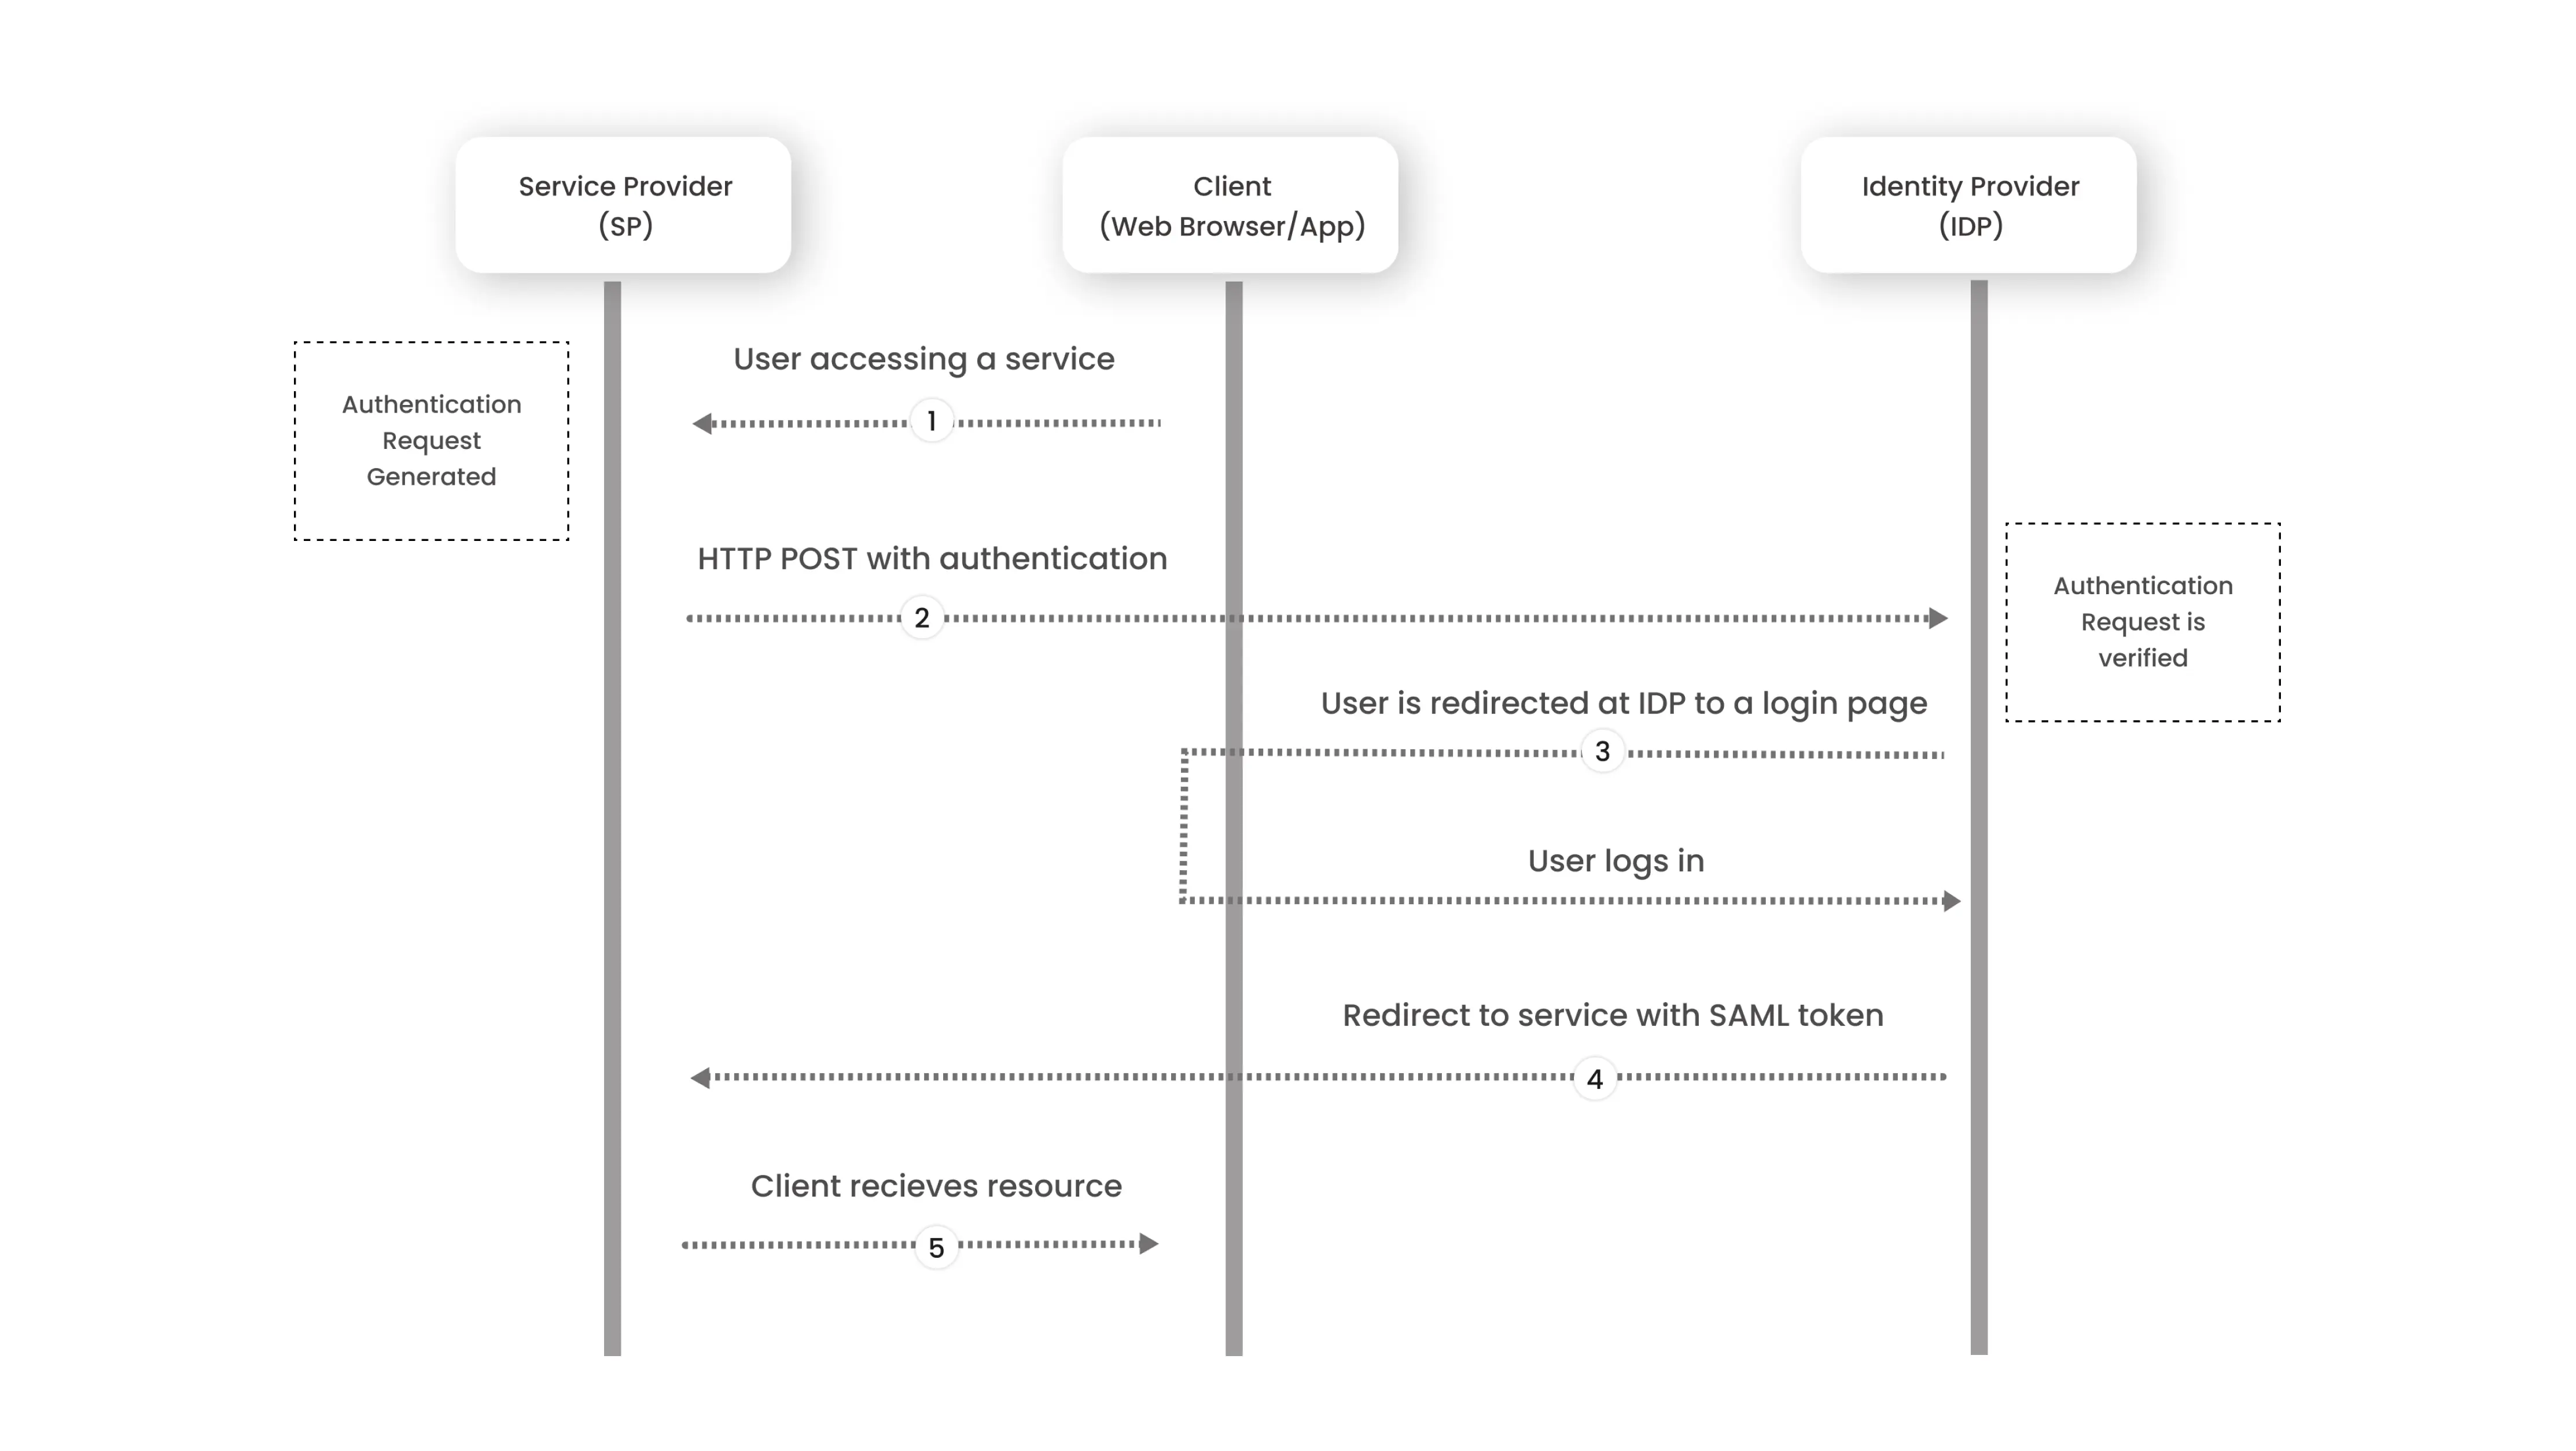 Service Provider
(SP)
Client
(Web Browser/App)
Identity Provider
(IDP)
User accessing a service
1
Authentication
Request
Generated
HTTP POST with authentication
2
Authentication
Request is
verified
User is redirected at IDP to a login page
3
User logs in
Redirect to service with SAML token
4
Client recieves resource
5